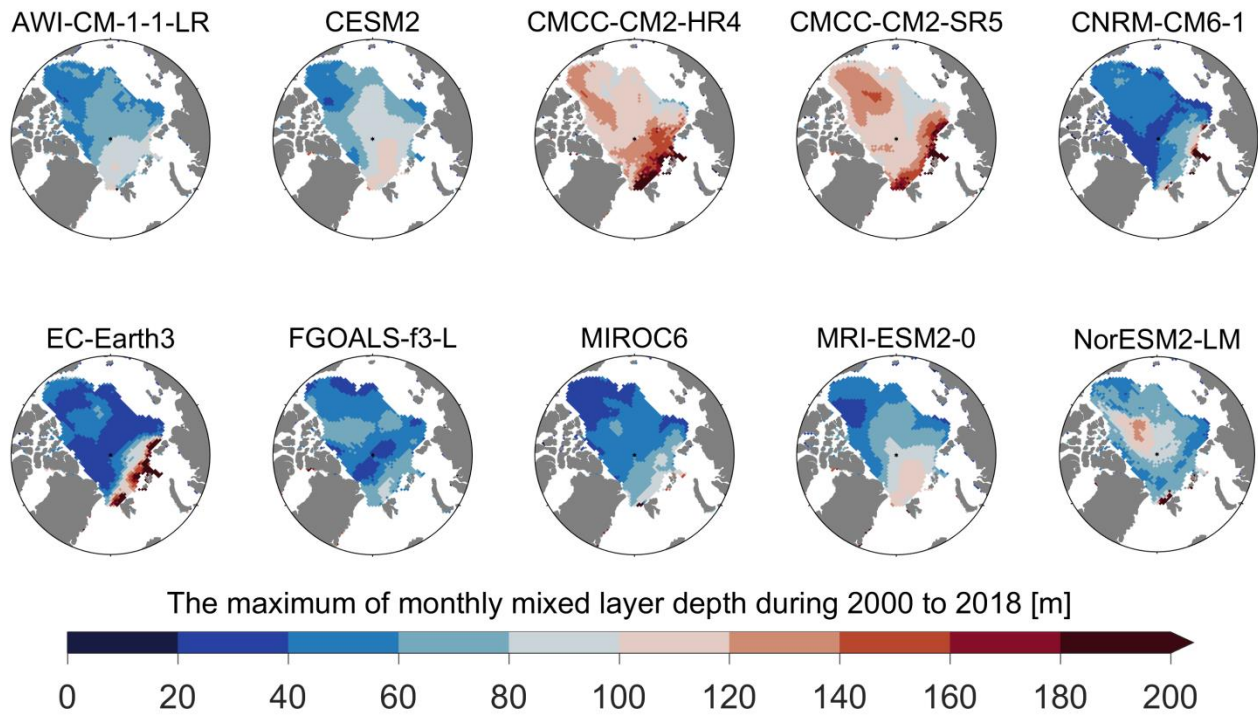 AWI-CM-1-1-LR CESM2 CMCC-CM2-HR4 CMCC-CM2-SR5 CNRM-CM6-1
EC-Earth3 FGOALS-f3-L MIROC6 MRI-ESM2-0 NorESM2-LM
The maximum of monthly mixed layer depth during 2000 to 2018 [m]
0 20 40 60 80 100 120 140 160 180 200